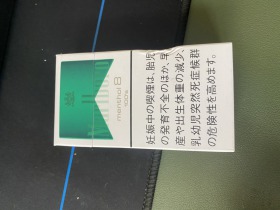 妊娠中の喫煙は、胎児
の発育不全のほか、早
産や出生体重の減少、
乳幼児突然死症候群
の危険性を高めます。
Marlboro
menthol